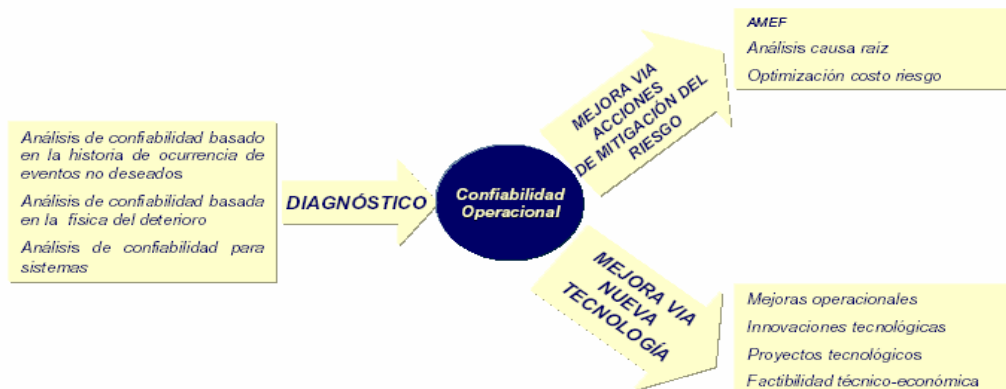 Análisis de confiabilidad basado
en la historia de ocurrencia de
eventos no deseados
Análisis de confiabilidad basada
en la física del deterioro
Análisis de confiabilidad para
sistemas
DIAGNÓSTICO
Confiabilidad
Operacional
MEJORA VIA
ACCIONES
DE MITIGACIÓN DEL
RIESGO
AMEF
Análisis causa raiz
Optimización costo riesgo
MEJORA VIA
NUEVA
TECNOLOGÍA
Mejoras operacionales
Innovaciones tecnológicas
Proyectos tecnológicos
Factibilidad técnico-económica